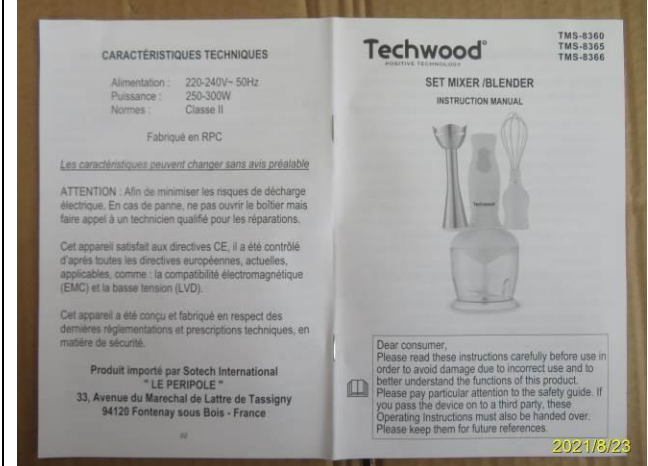 CARACTÉRISTIQUES TECHNIQUES
Alimentation : 220-240V~ 50Hz
Puissance : 250-300W
Normes : Classe II
Fabriqué en RPC
Les caractéristiques peuvent changer sans avis préalable
ATTENTION : Afin de minimiser les risques de décharge
électrique, En cas de panne, ne pas ouvrir le boîtier mais
faire appel à un technicien qualifié pour les réparations.
Cet appareil satisfait aux directives CE, il a été contrôlé
d'après toutes les directives européennes, actuelles,
applicables, comme : la compatibilité électromagnétique
(EMC) et la basse tension (LVD).
Cet appareil a été conçu et fabriqué en respect des
dernières réglementations et prescriptions techniques, en
matière de sécurité.
Produit importé par Sotech International
" LE PERIPOLE "
33, Avenue du Marechal de Lattre de Tassigny
94120 Fontenay sous Bois - France
Techwood
POSITIVE TECHNOLOGY
TMS-8360
TMS-8365
TMS-8366
SET MIXER /BLENDER
INSTRUCTION MANUAL
Techwood
Dear consumer,
Please read these instructions carefully before use in
order to avoid damage due to incorrect use and to
better understand the functions of this product.
Please pay particular attention to the safety guide. If
you pass the device on to a third party, these
Operating Instructions must also be handed over.
Please keep them for future references.
2021/8/23